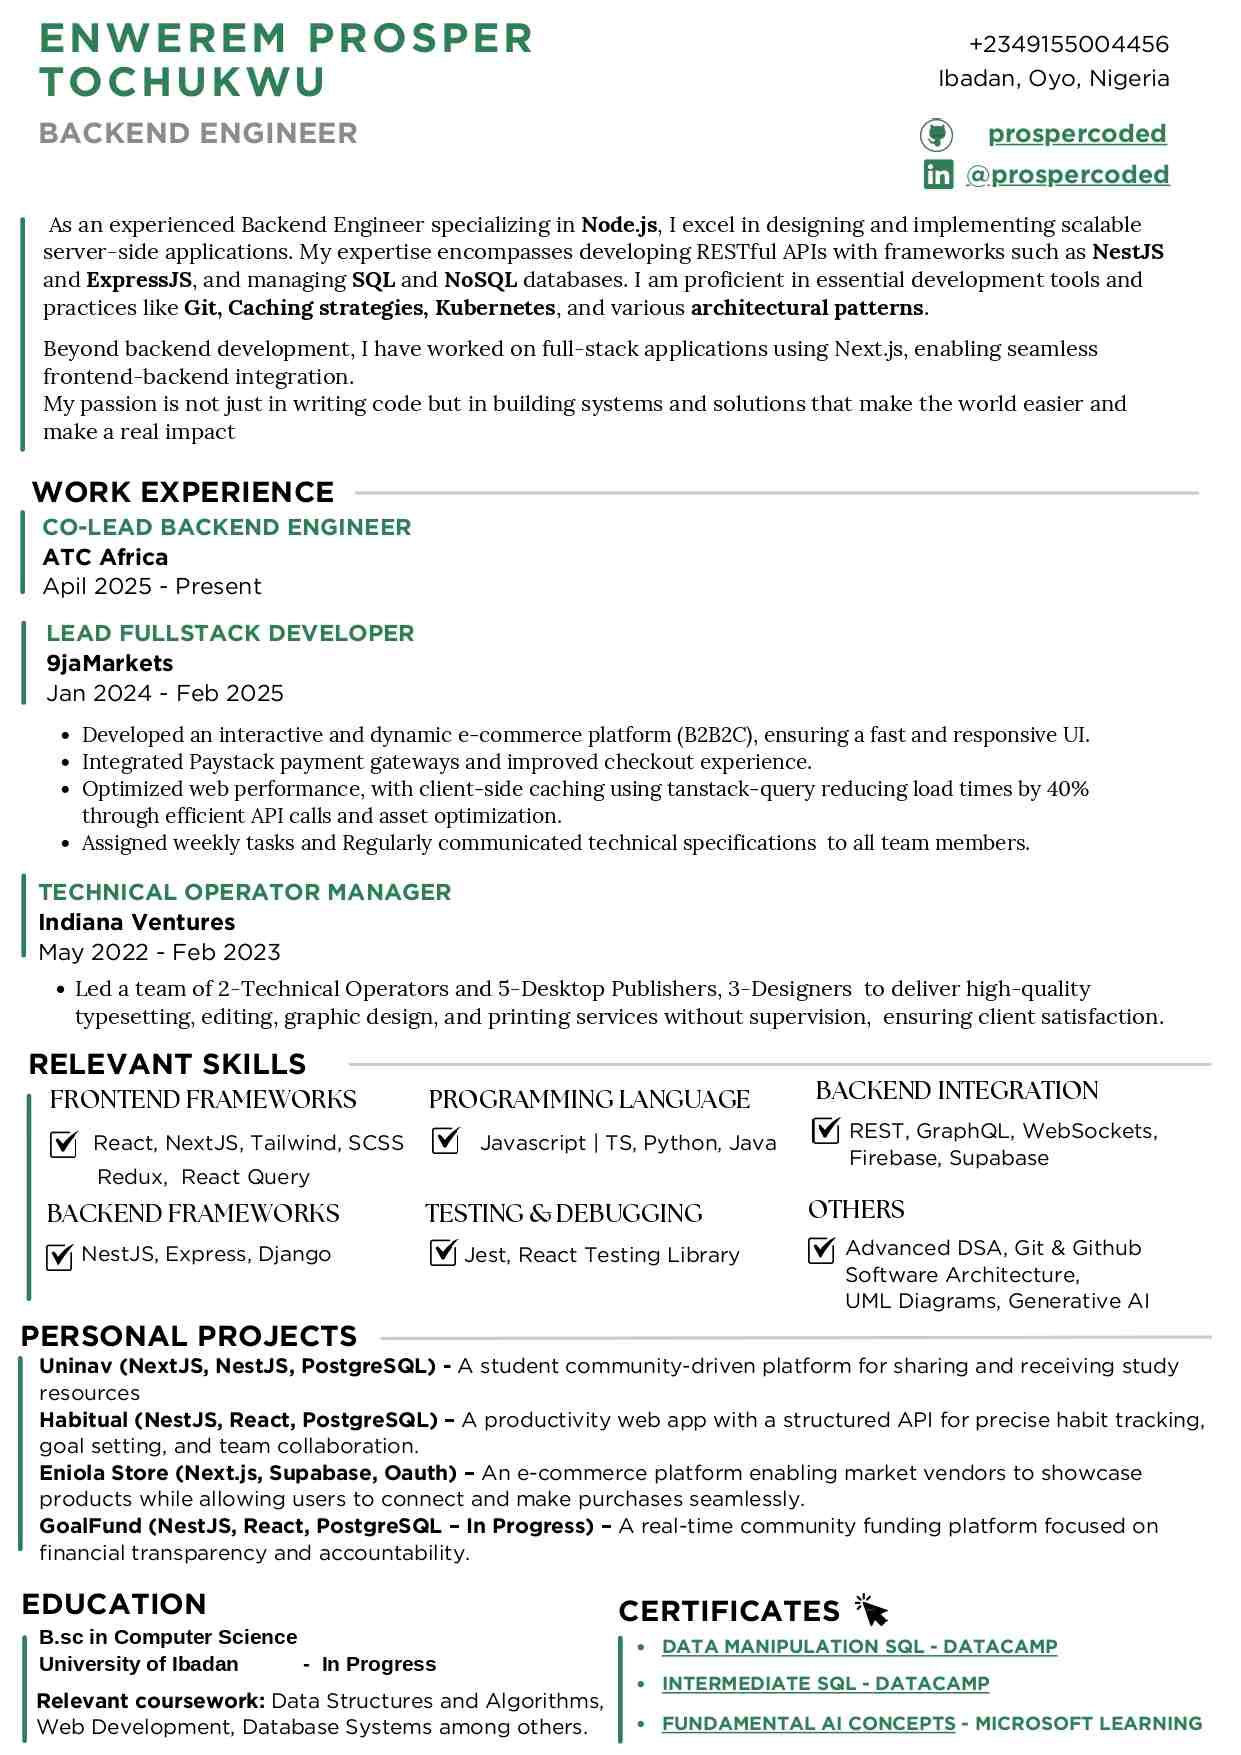 ENWEREM PROSPER
TOCHUKWU
BACKEND ENGINEER
+2349155004456
Ibadan, Oyo, Nigeria
prospercoded
in @prospercoded
As an experienced Backend Engineer specializing in Node.js, I excel in designing and implementing scalable
server-side applications. My expertise encompasses developing RESTful APIs with frameworks such as NestJS
and ExpressJS, and managing SQL and NoSQL databases. I am proficient in essential development tools and
practices like Git, Caching strategies, Kubernetes, and various architectural patterns.
Beyond backend development, I have worked on full-stack applications using Next.js, enabling seamless
frontend-backend integration.
My passion is not just in writing code but in building systems and solutions that make the world easier and
make a real impact
WORK EXPERIENCE
CO-LEAD BACKEND ENGINEER
ATC Africa
Apil 2025 - Present
LEAD FULLSTACK DEVELOPER
9jaMarkets
Jan 2024 - Feb 2025
• Developed an interactive and dynamic e-commerce platform (B2B2C), ensuring a fast and responsive UI.
• Integrated Paystack payment gateways and improved checkout experience.
• Optimized web performance, with client-side caching using tanstack-query reducing load times by 40%
through efficient API calls and asset optimization.
• Assigned weekly tasks and Regularly communicated technical specifications to all team members.
TECHNICAL OPERATOR MANAGER
Indiana Ventures
May 2022 - Feb 2023
• Led a team of 2-Technical Operators and 5-Desktop Publishers, 3-Designers to deliver high-quality
typesetting, editing, graphic design, and printing services without supervision, ensuring client satisfaction.
RELEVANT SKILLS
FRONTEND FRAMEWORKS
React, NextJS, Tailwind, SCSS
Redux, React Query
PROGRAMMING LANGUAGE
Javascript | TS, Python, Java
BACKEND INTEGRATION
REST, GraphQL, WebSockets,
Firebase, Supabase
BACKEND FRAMEWORKS
NestJS, Express, Django
TESTING & DEBUGGING
Jest, React Testing Library
OTHERS
Advanced DSA, Git & Github
Software Architecture,
UML Diagrams, Generative AI
PERSONAL PROJECTS
Uninav (NextJS, NestJS, PostgreSQL) - A student community-driven platform for sharing and receiving study
resources
Habitual (NestJS, React, PostgreSQL) – A productivity web app with a structured API for precise habit tracking,
goal setting, and team collaboration.
Eniola Store (Next.js, Supabase, Oauth) – An e-commerce platform enabling market vendors to showcase
products while allowing users to connect and make purchases seamlessly.
GoalFund (NestJS, React, PostgreSQL – In Progress) – A real-time community funding platform focused on
financial transparency and accountability.
EDUCATION
B.sc in Computer Science
University of Ibadan - In Progress
Relevant coursework: Data Structures and Algorithms,
Web Development, Database Systems among others.
CERTIFICATES
• DATA MANIPULATION SQL - DATACAMP
• INTERMEDIATE SQL - DATACAMP
• FUNDAMENTAL AI CONCEPTS - MICROSOFT LEARNING